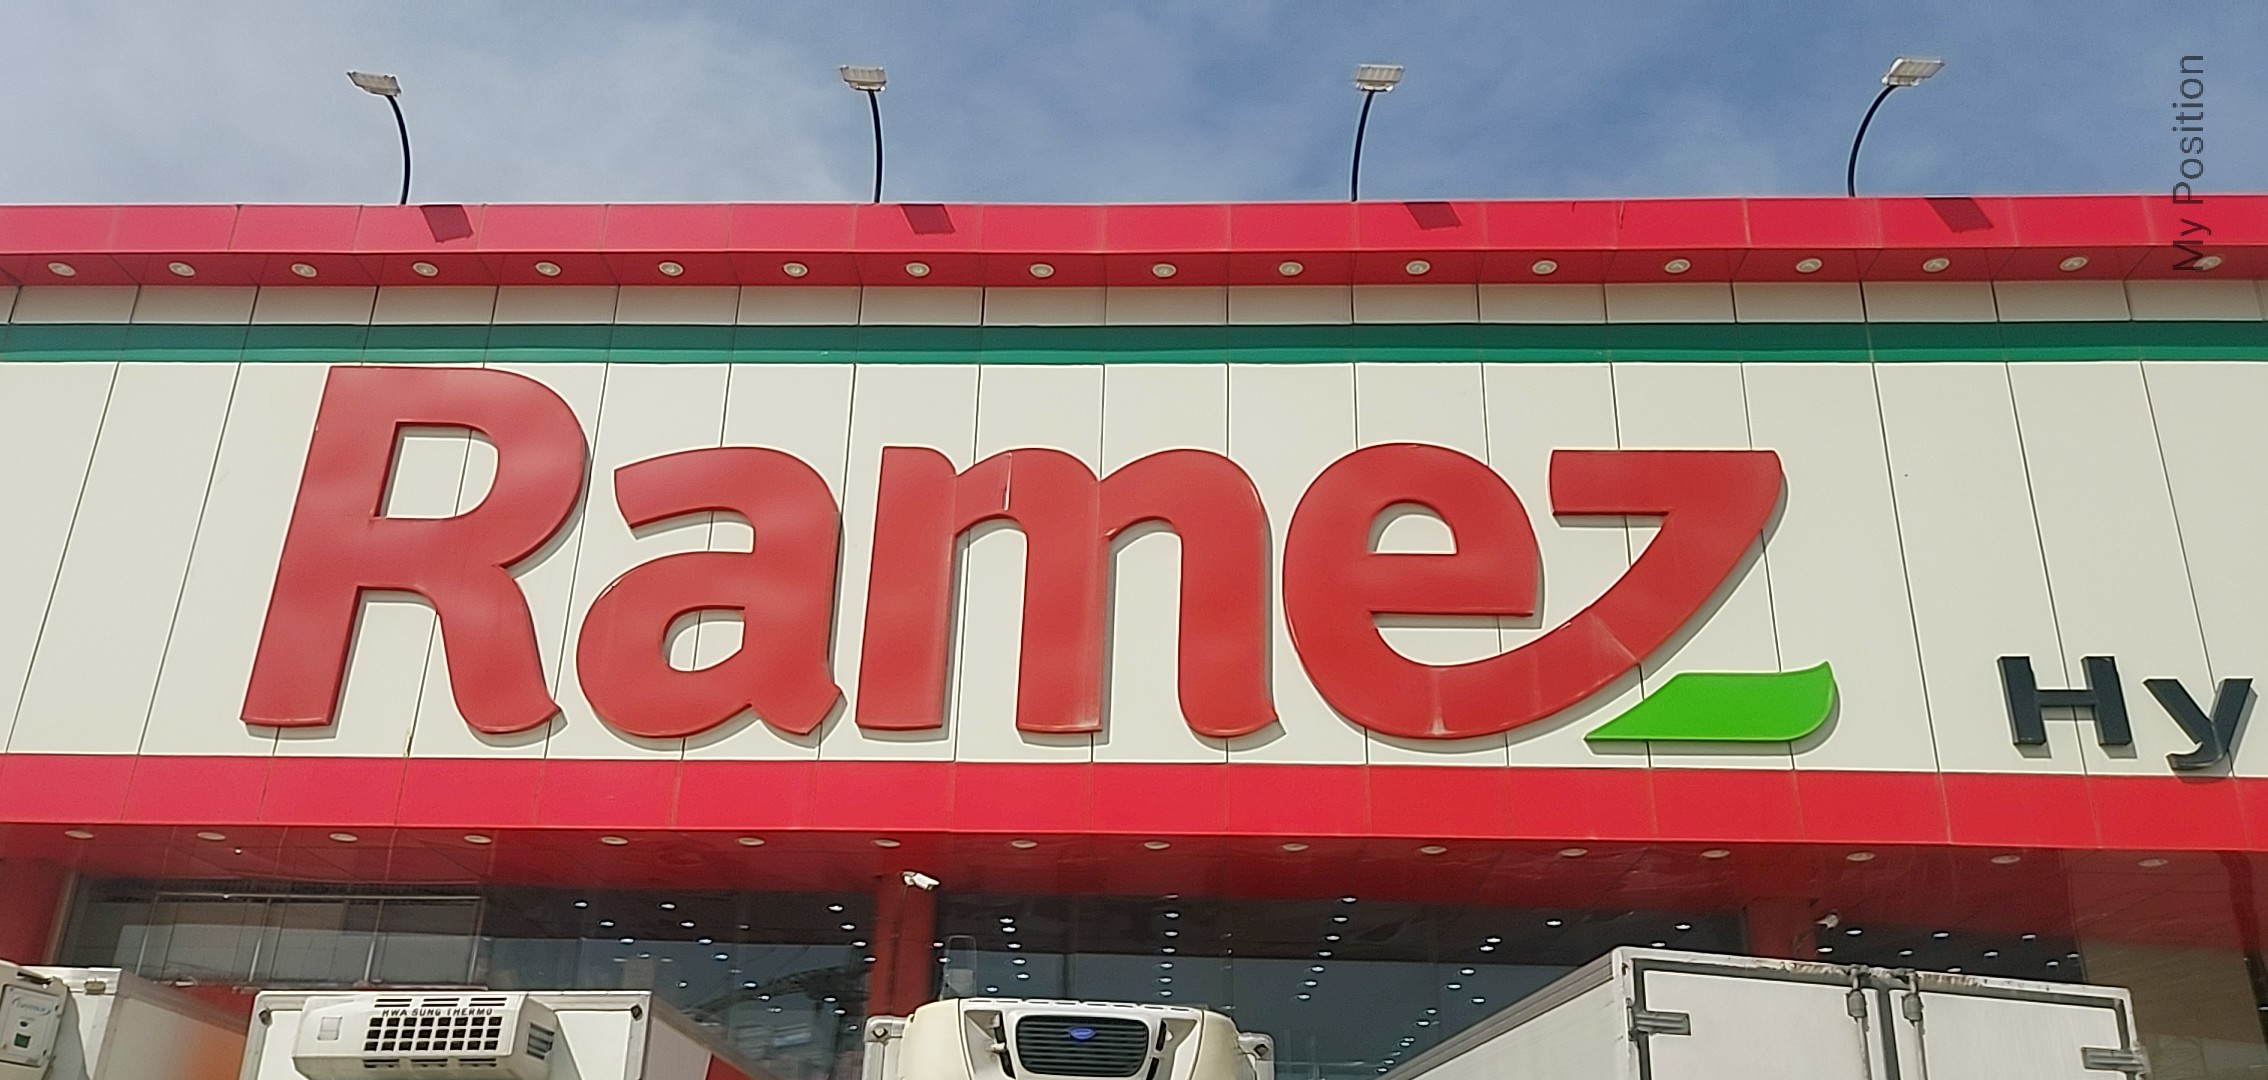 My Position
Ramez
Hy
HWA SUNG THERMO